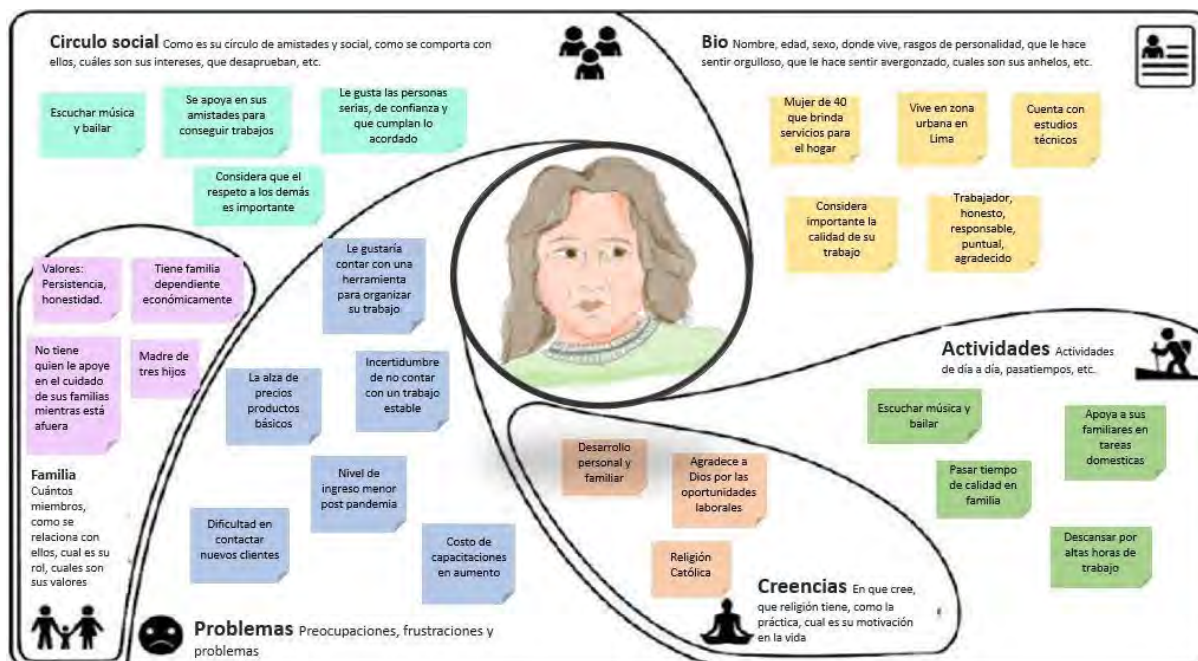 Circulo social Como es su círculo de amistades y social, como se comporta con
ellos, cuáles son sus intereses, que desaprueban, etc.
Escuchar música
y bailar
Se apoya en sus
amistades para
conseguir trabajos
Le gusta las personas
serias, de confianza y
que cumplan lo
acordado
Considera que el
respeto a los demás
es importante
Bio Nombre, edad, sexo, donde vive, rasgos de personalidad, que le hace
sentir orgulloso, que le hace sentir avergonzado, cuales son sus anhelos, etc.
Mujer de 40
que brinda
servicios para
el hogar
Vive en zona
urbana en
Lima
Cuenta con
estudios
técnicos
Considera
importante la
calidad de su
trabajo
Trabajador,
honesto,
responsable,
puntual,
agradecido
Valores:
Persistencia,
honestidad.
Tiene familia
dependiente
económicamente
No tiene
quien le apoye
en el cuidado
de sus familias
mientras está
afuera
Madre de
tres hijos
Familia
Cuántos
miembros,
como se
relaciona con
ellos, cual es su
rol, cuales son
sus valores
Le gustaría
contar con una
herramienta
para organizar
su trabajo
La alza de
precios
productos
básicos
Incertidumbre
de no contar
con un trabajo
estable
Nivel de
ingreso menor
post pandemia
Dificultad en
contactar
nuevos clientes
Costo de
capacitaciones
en aumento
Problemas Preocupaciones, frustraciones y
problemas
Desarrollo
personal y
familiar
Agradece a
Dios por las
oportunidades
laborales
Religión
Católica
Creencias En que cree,
que religión tiene, como la
práctica, cual es su motivación
en la vida
Actividades Actividades
de día a día, pasatiempos, etc.
Escuchar música y
bailar
Apoya a sus
familiares en
tareas
domesticas
Pasar tiempo
de calidad en
familia
Descansar por
altas horas de
trabajo